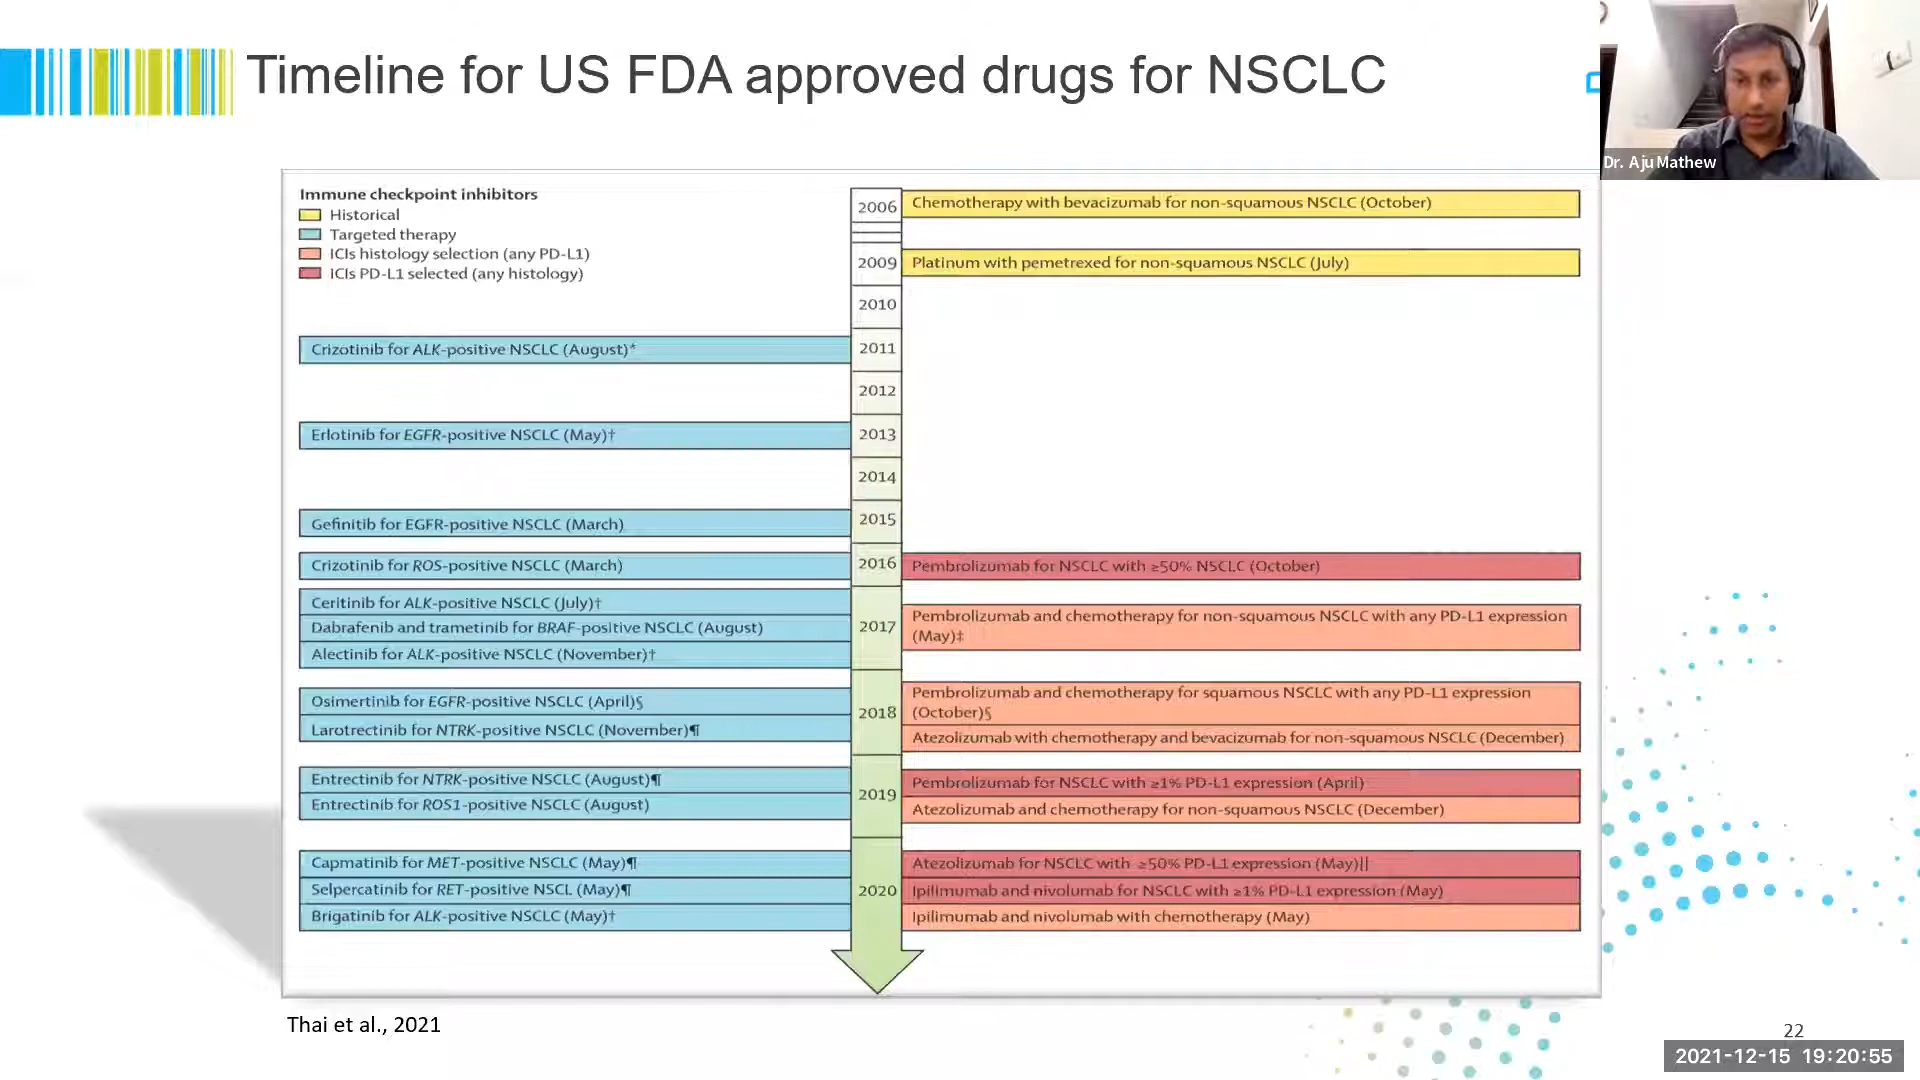 Timeline for US FDA approved drugs for NSCLC
Dr. Aju Mathew
Immune checkpoint inhibitors
Historical
Targeted therapy
ICIs histology selection (any PD-L1)
ICIs PD-L1 selected (any histology)
2006
Chemotherapy with bevacizumab for non-squamous NSCLC (October)
2009
Platinum with pemetrexed for non-squamous NSCLC (July)
2010
Crizotinib for ALK-positive NSCLC (August)*
2011
2012
Erlotinib for EGFR-positive NSCLC (May)†
2013
2014
Gefinitib for EGFR-positive NSCLC (March)
2015
Crizotinib for ROS-positive NSCLC (March)
2016
Pembrolizumab for NSCLC with ≥50% NSCLC (October)
Ceritinib for ALK-positive NSCLC (July)†
Dabrafenib and trametinib for BRAF-positive NSCLC (August)
Alectinib for ALK-positive NSCLC (November)†
2017
Pembrolizumab and chemotherapy for non-squamous NSCLC with any PD-L1 expression
(May)‡
Osimertinib for EGFR-positive NSCLC (April)§
Larotrectinib for NTRK-positive NSCLC (November)¶
2018
Pembrolizumab and chemotherapy for squamous NSCLC with any PD-L1 expression
(October)§
Atezolizumab with chemotherapy and bevacizumab for non-squamous NSCLC (December)
Entrectinib for NTRK-positive NSCLC (August)¶
Entrectinib for ROS1-positive NSCLC (August)
2019
Pembrolizumab for NSCLC with ≥1% PD-L1 expression (April)
Atezolizumab and chemotherapy for non-squamous NSCLC (December)
Capmatinib for MET-positive NSCLC (May)¶
Selpercatinib for RET-positive NSCL (May)¶
Brigatinib for ALK-positive NSCLC (May)†
2020
Atezolizumab for NSCLC with ≥50% PD-L1 expression (May)||
Ipilimumab and nivolumab for NSCLC with ≥1% PD-L1 expression (May)
Ipilimumab and nivolumab with chemotherapy (May)
Thai et al., 2021
22
2021-12-15 19:20:55